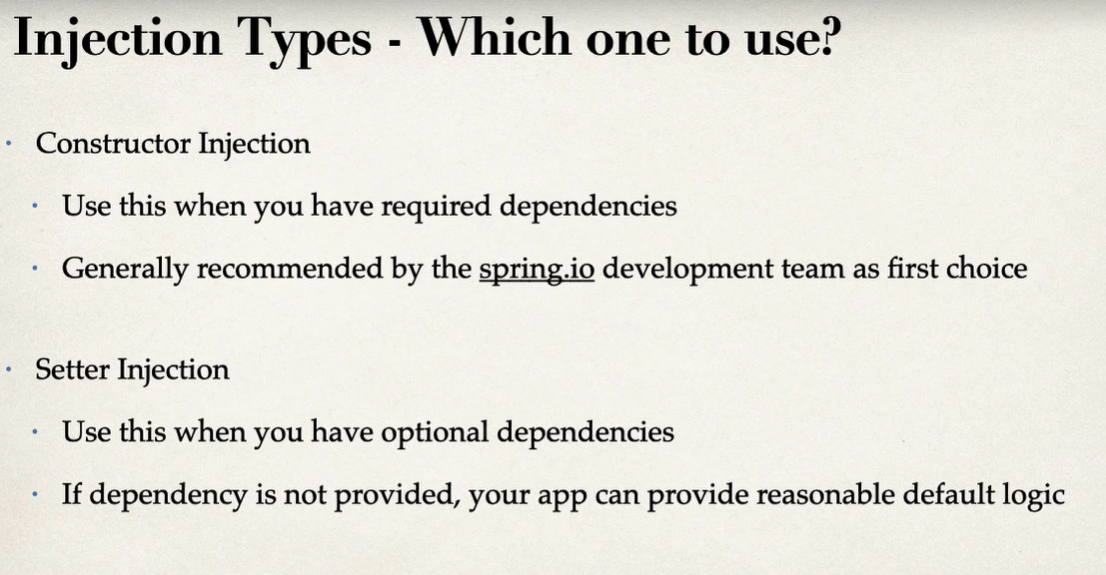 Injection Types - Which one to use?
· Constructor Injection
· Use this when you have required dependencies
· Generally recommended by the spring.io development team as first choice
· Setter Injection
· Use this when you have optional dependencies
· If dependency is not provided, your app can provide reasonable default logic